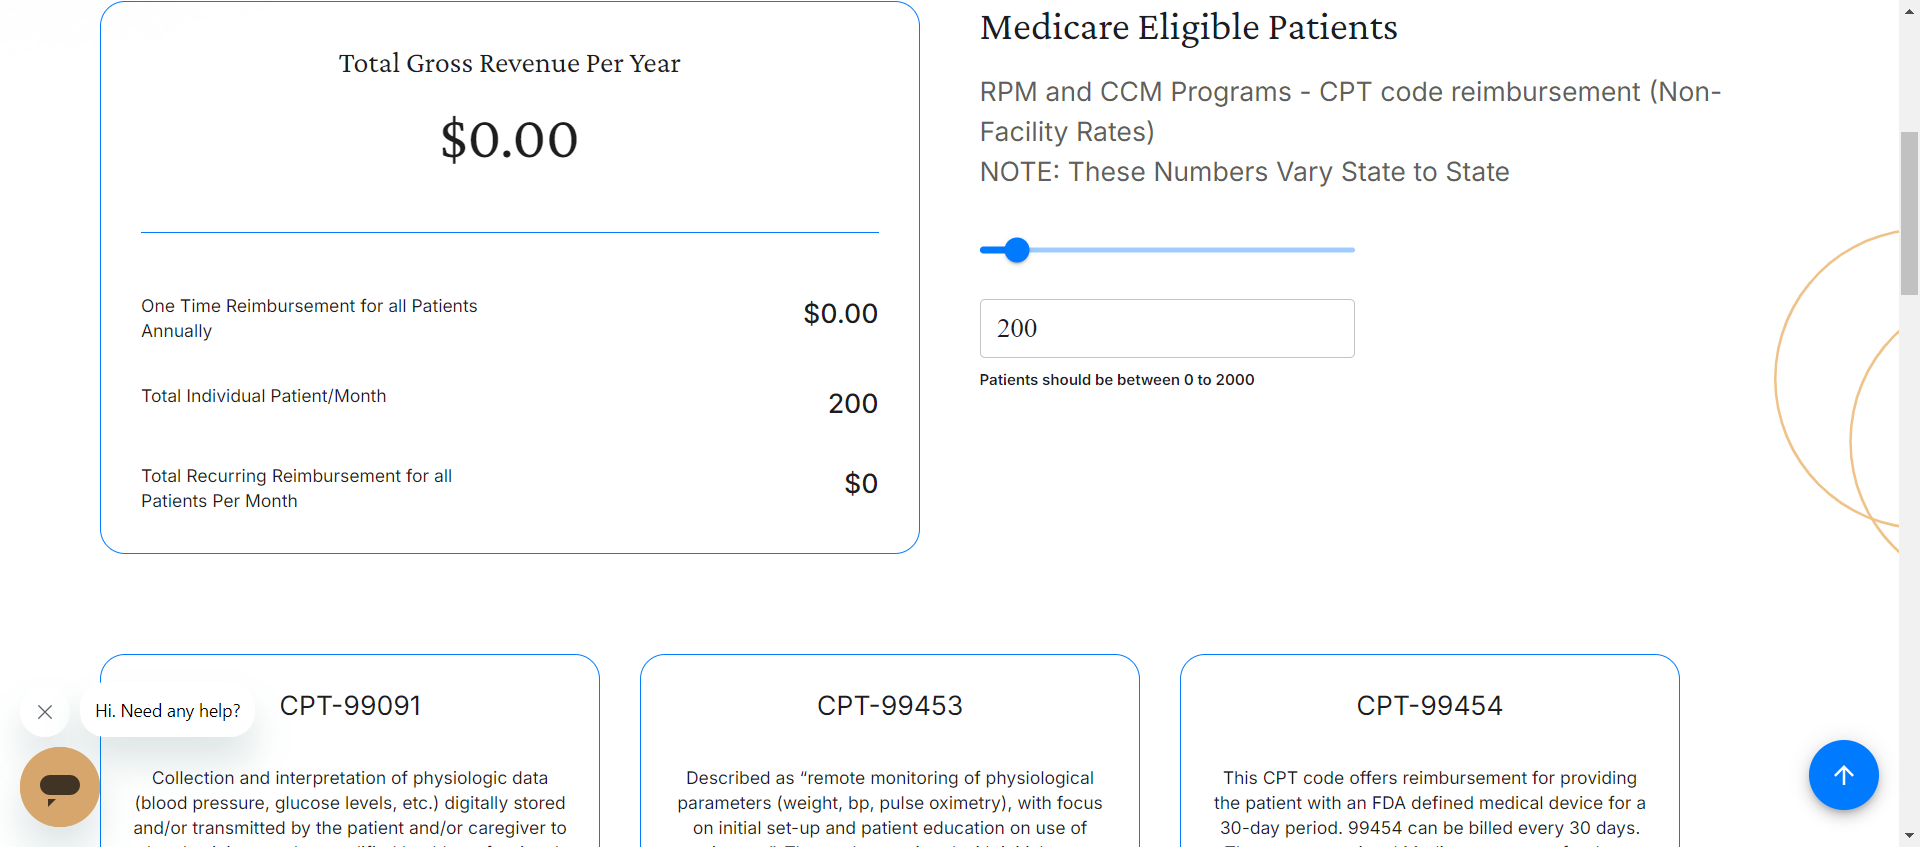 Total Gross Revenue Per Year
$0.00
One Time Reimbursement for all Patients
Annually
$0.00
Total Individual Patient/Month
200
Total Recurring Reimbursement for all
Patients Per Month
$0
Medicare Eligible Patients
RPM and CCM Programs - CPT code reimbursement (Non-
Facility Rates)
NOTE: These Numbers Vary State to State
200
Patients should be between 0 to 2000
CPT-99091
Collection and interpretation of physiologic data
(blood pressure, glucose levels, etc.) digitally stored
and/or transmitted by the patient and/or caregiver to
CPT-99453
Described as “remote monitoring of physiological
parameters (weight, bp, pulse oximetry), with focus
on initial set-up and patient education on use of
CPT-99454
This CPT code offers reimbursement for providing
the patient with an FDA defined medical device for a
30-day period. 99454 can be billed every 30 days.
Hi. Need any help?